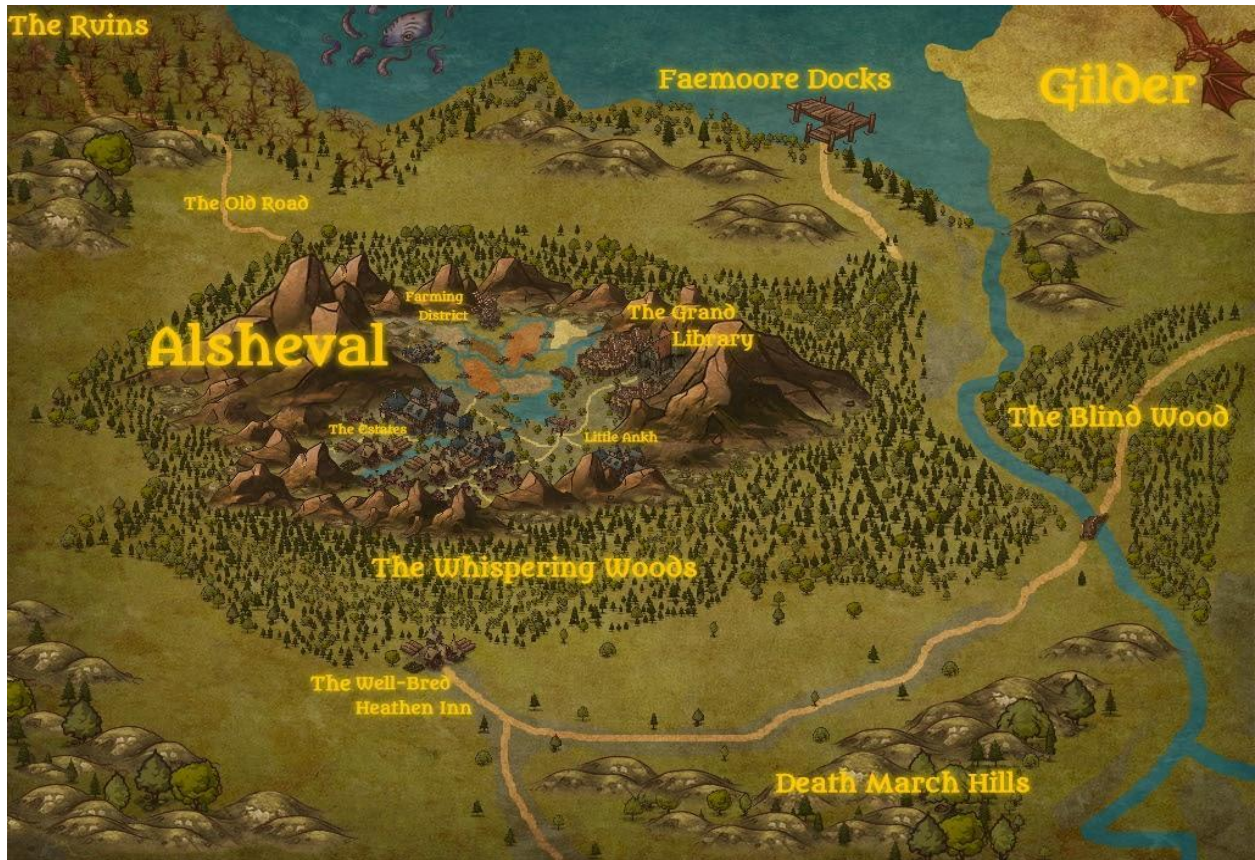 The Ruins
Faemoore Docks
Gilder
The Old Road
Farming
District
The Grand
Library
Alsheval
The Blind Wood
The Estates
Little Ankh
The Whispering Woods
The Well-Bred
Heathen Inn
Death March Hills